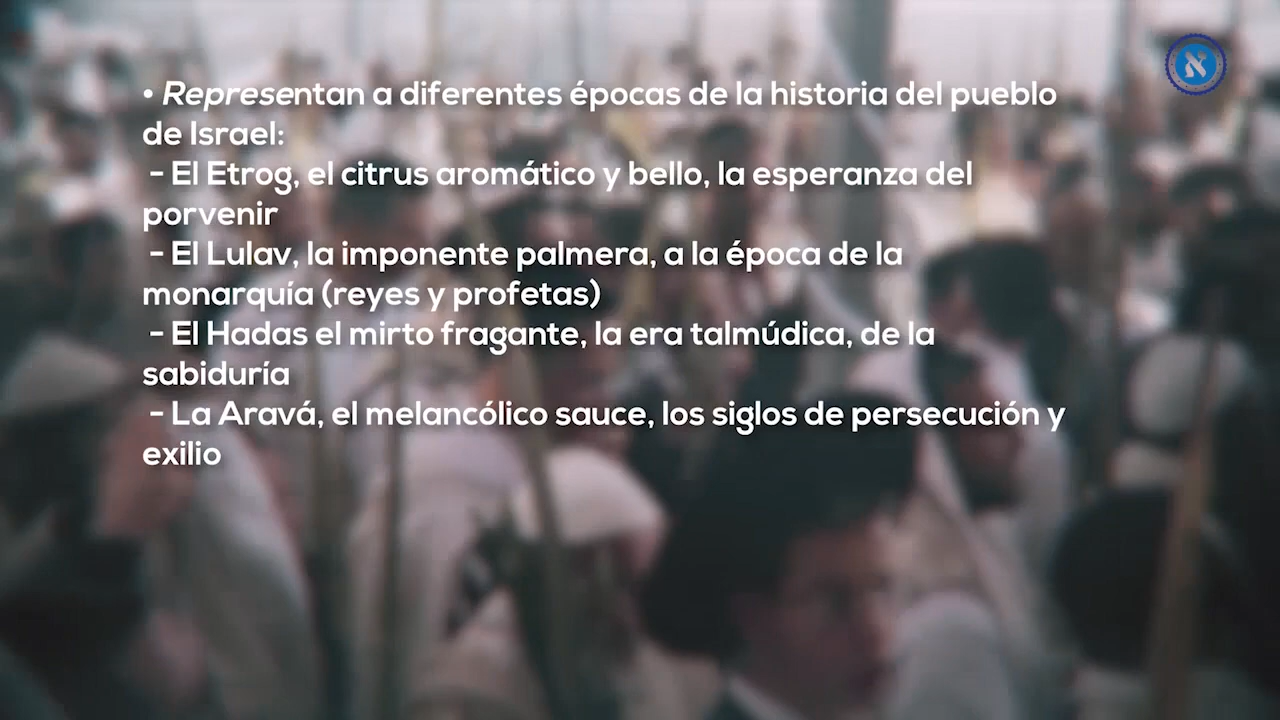 • Representan a diferentes épocas de la historia del pueblo
de Israel:
- El Etrog, el citrus aromático y bello, la esperanza del
porvenir
- El Lulav, la imponente palmera, a la época de la
monarquía (reyes y profetas)
- El Hadas el mirto fragante, la era talmúdica, de la
sabiduría
- La Aravá, el melancólico sauce, los siglos de persecución y
exilio
א